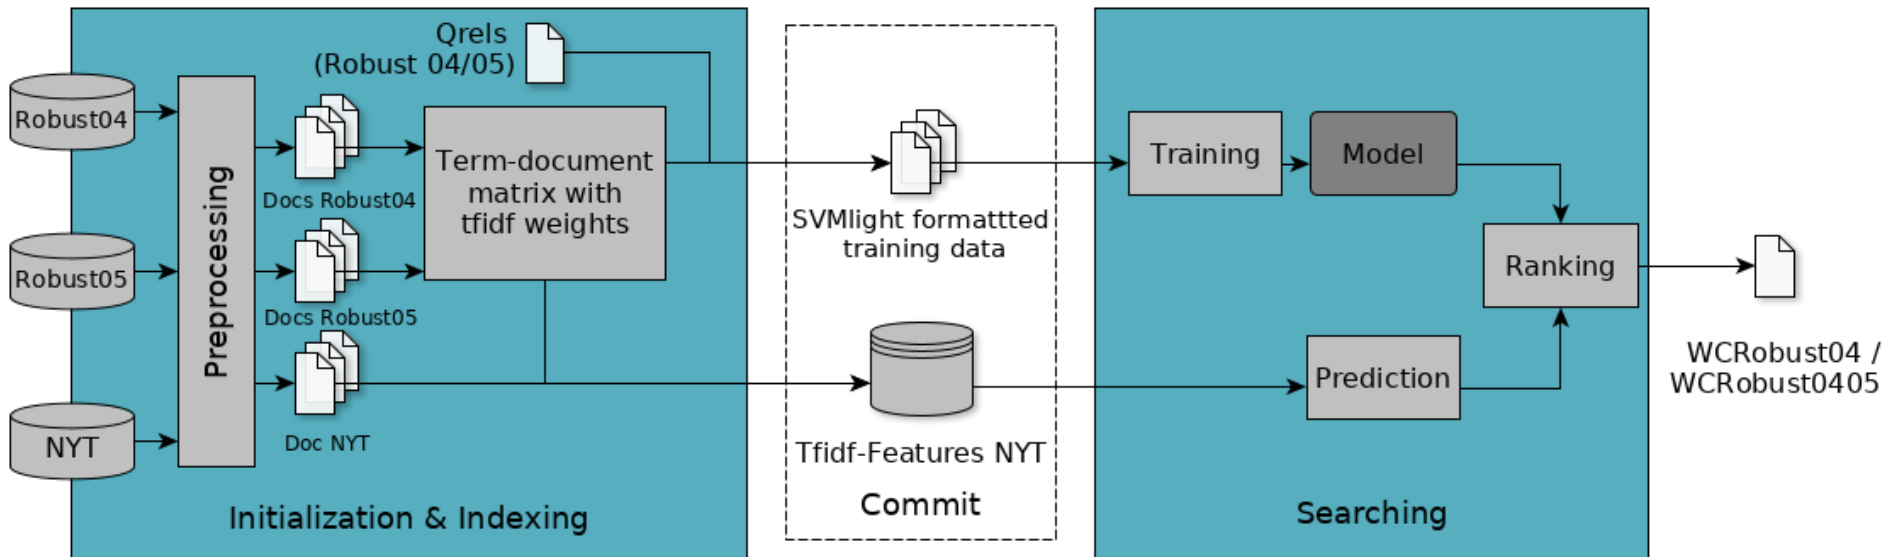 Qrels
(Robust 04/05)
Robust04
Robust05
NYT
Preprocessing
Docs Robust04
Docs Robust05
Doc NYT
Term-document
matrix with
tfidf weights
Initialization & Indexing
SVMlight formattted
training data
Tfidf-Features NYT
Commit
Training
Model
Ranking
Prediction
Searching
WCRobust04 /
WCRobust0405